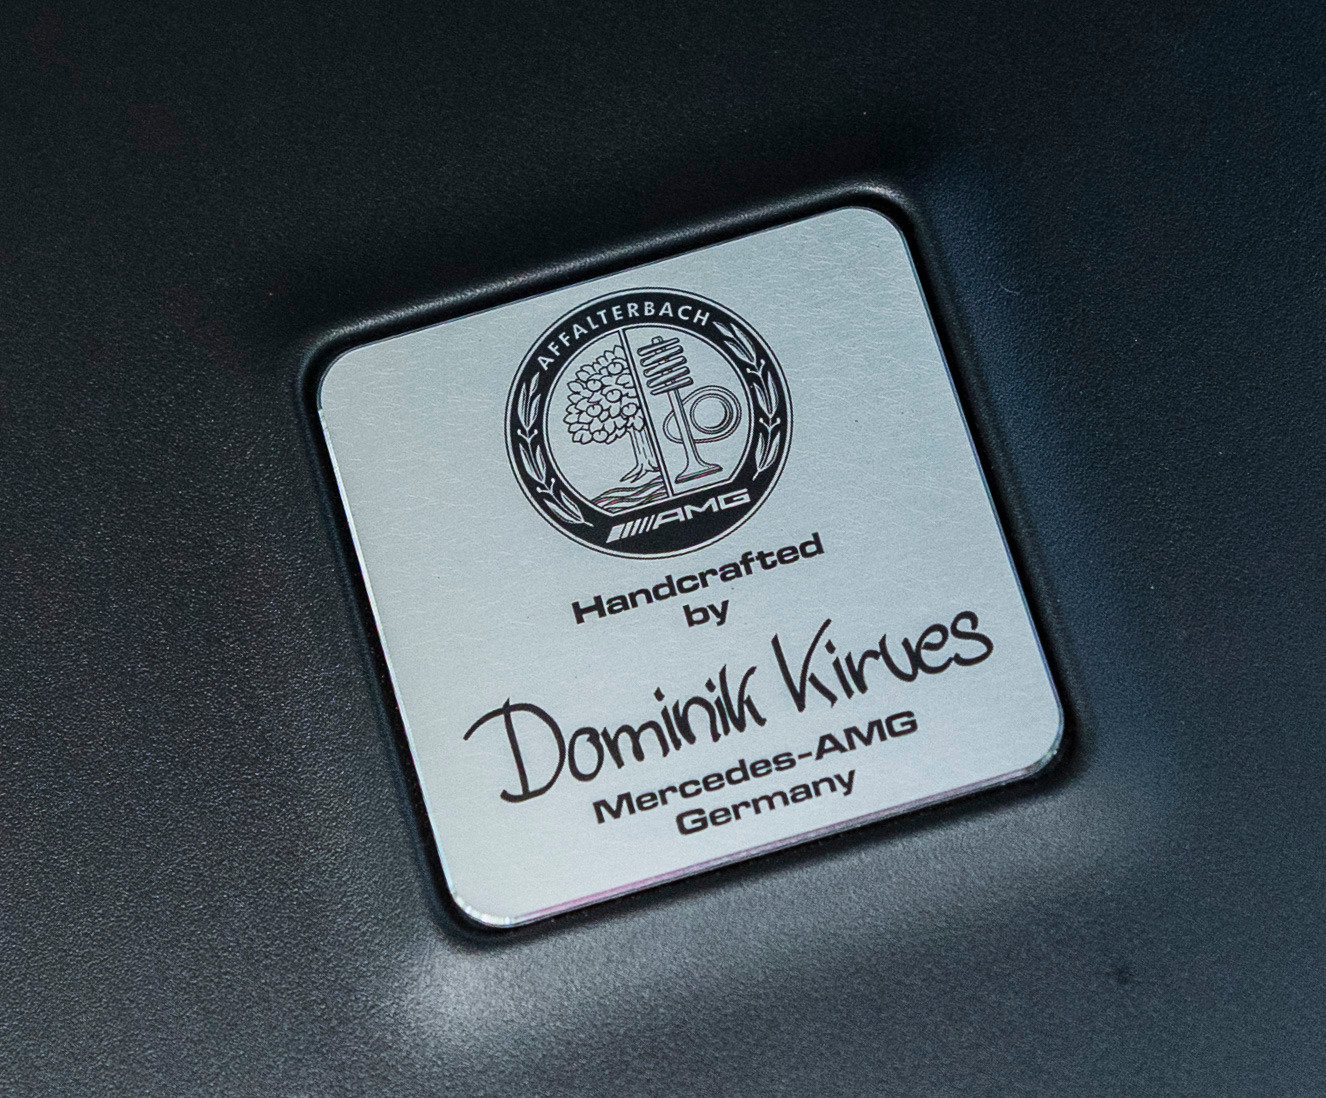 AFFALTERBACH
AMG
Handcrafted
by
Dominik Kirves
Mercedes-AMG
Germany